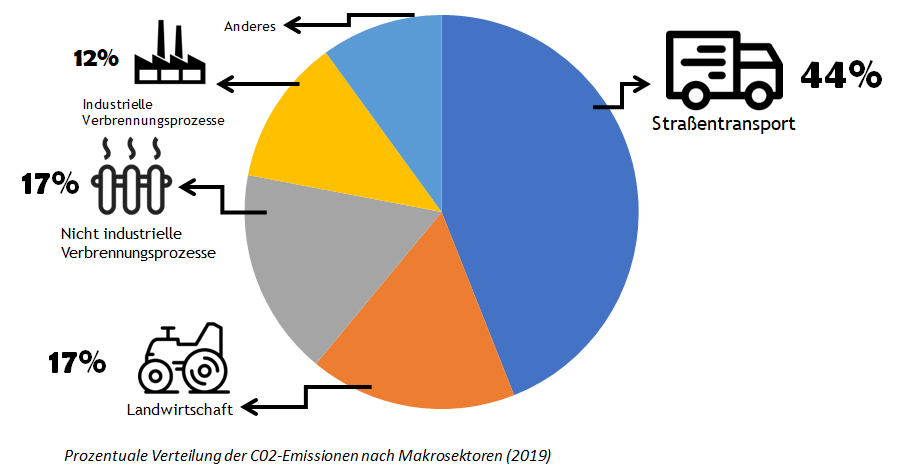 Anderes
12%
Industrielle
Verbrennungsprozesse
44%
Straßentransport
17%
Nicht industrielle
Verbrennungsprozesse
17%
Landwirtschaft
Prozentuale Verteilung der C02-Emissionen nach Makrosektoren (2019)